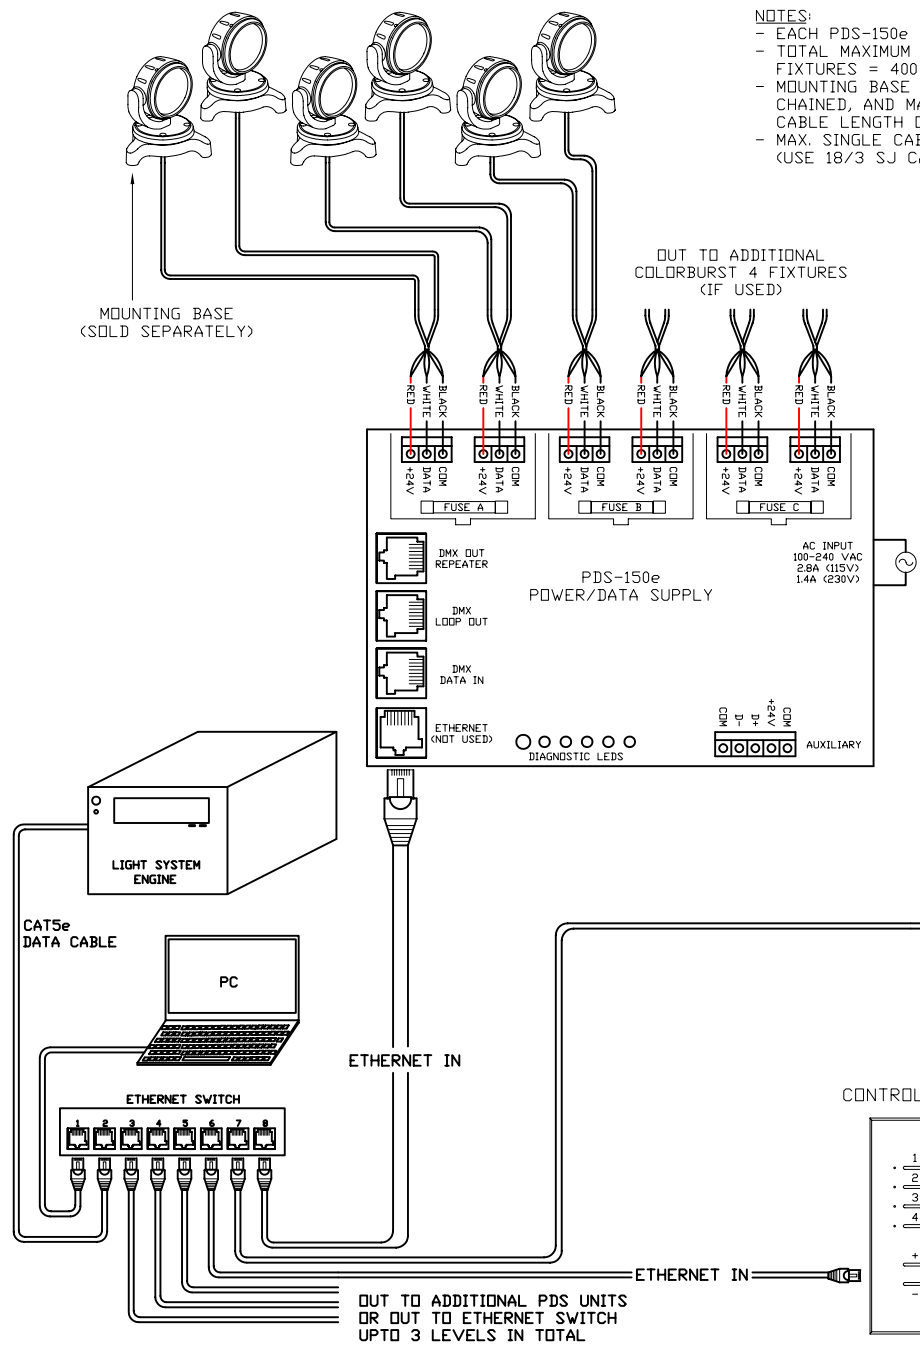 NOTES:
- EACH PDS-150e
- TOTAL MAXIMUM
FIXTURES = 400
- MOUNTING BASE
CHAINED, AND
CABLE LENGTH
- MAX. SINGLE
(USE 18/3 SJ
OUT TO ADDITIONAL
COLORBURST 4 FIXTURES
(IF USED)
MOUNTING BASE
(SOLD SEPARATELY)
RED WHITE BLACK RED WHITE BLACK RED WHITE BLACK RED WHITE BLACK RED WHITE BLACK RED WHITE BLACK
+24V DATA COM +24V DATA COM +24V DATA COM +24V DATA COM +24V DATA COM +24V DATA COM
FUSE A FUSE B FUSE C
DMX OUT
REPEATER
DMX
LOOP OUT
DMX
DATA IN
ETHERNET
(NOT USED)
PDS-150e
POWER/DATA SUPPLY
AC INPUT
100-240 VAC
2.8A (115V)
1.4A (230V)
DIAGNOSTIC LEDS
COM D- D+ +24V COM
AUXILIARY
LIGHT SYSTEM
ENGINE
CAT5e
DATA CABLE
PC
ETHERNET IN
ETHERNET SWITCH
1 2 3 4 5 6 7 8
CONTROL
1
2
3
4
+
-
ETHERNET IN
OUT TO ADDITIONAL PDS UNITS
OR OUT TO ETHERNET SWITCH
UPTO 3 LEVELS IN TOTAL